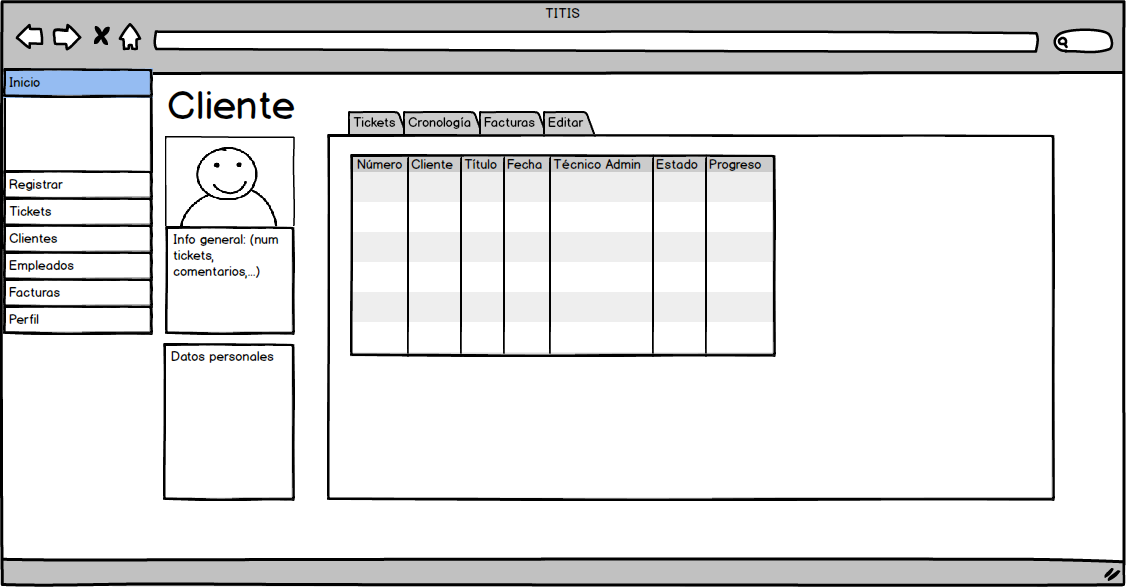 TITIS
Inicio
Registrar
Tickets
Clientes
Empleados
Facturas
Perfil
Cliente
Info general: (num
tickets,
comentarios,...)
Datos personales
Tickets Cronología Facturas Editar
Número Cliente Título Fecha Técnico Admin Estado Progreso